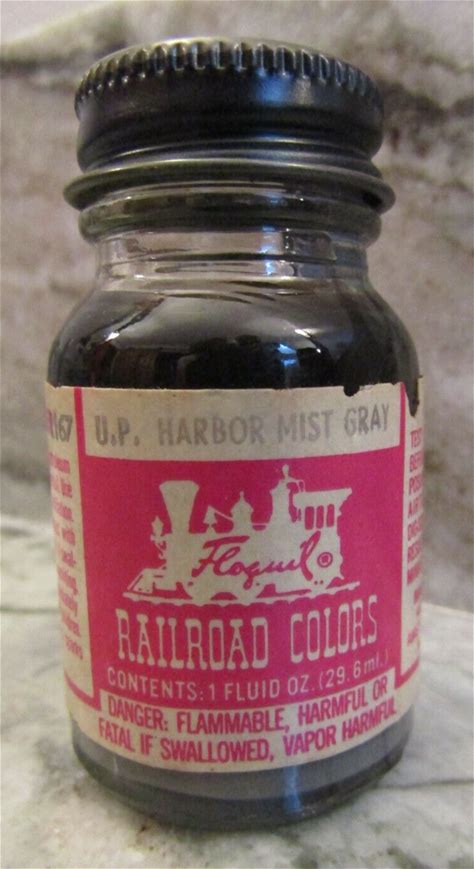 R167
U.P. HARBOR MIST GRAY
Floquil®
RAILROAD COLORS
CONTENTS: 1 FLUID OZ. (29.6 ml.)
DANGER: FLAMMABLE, HARMFUL OR
FATAL IF SWALLOWED, VAPOR HARMFUL